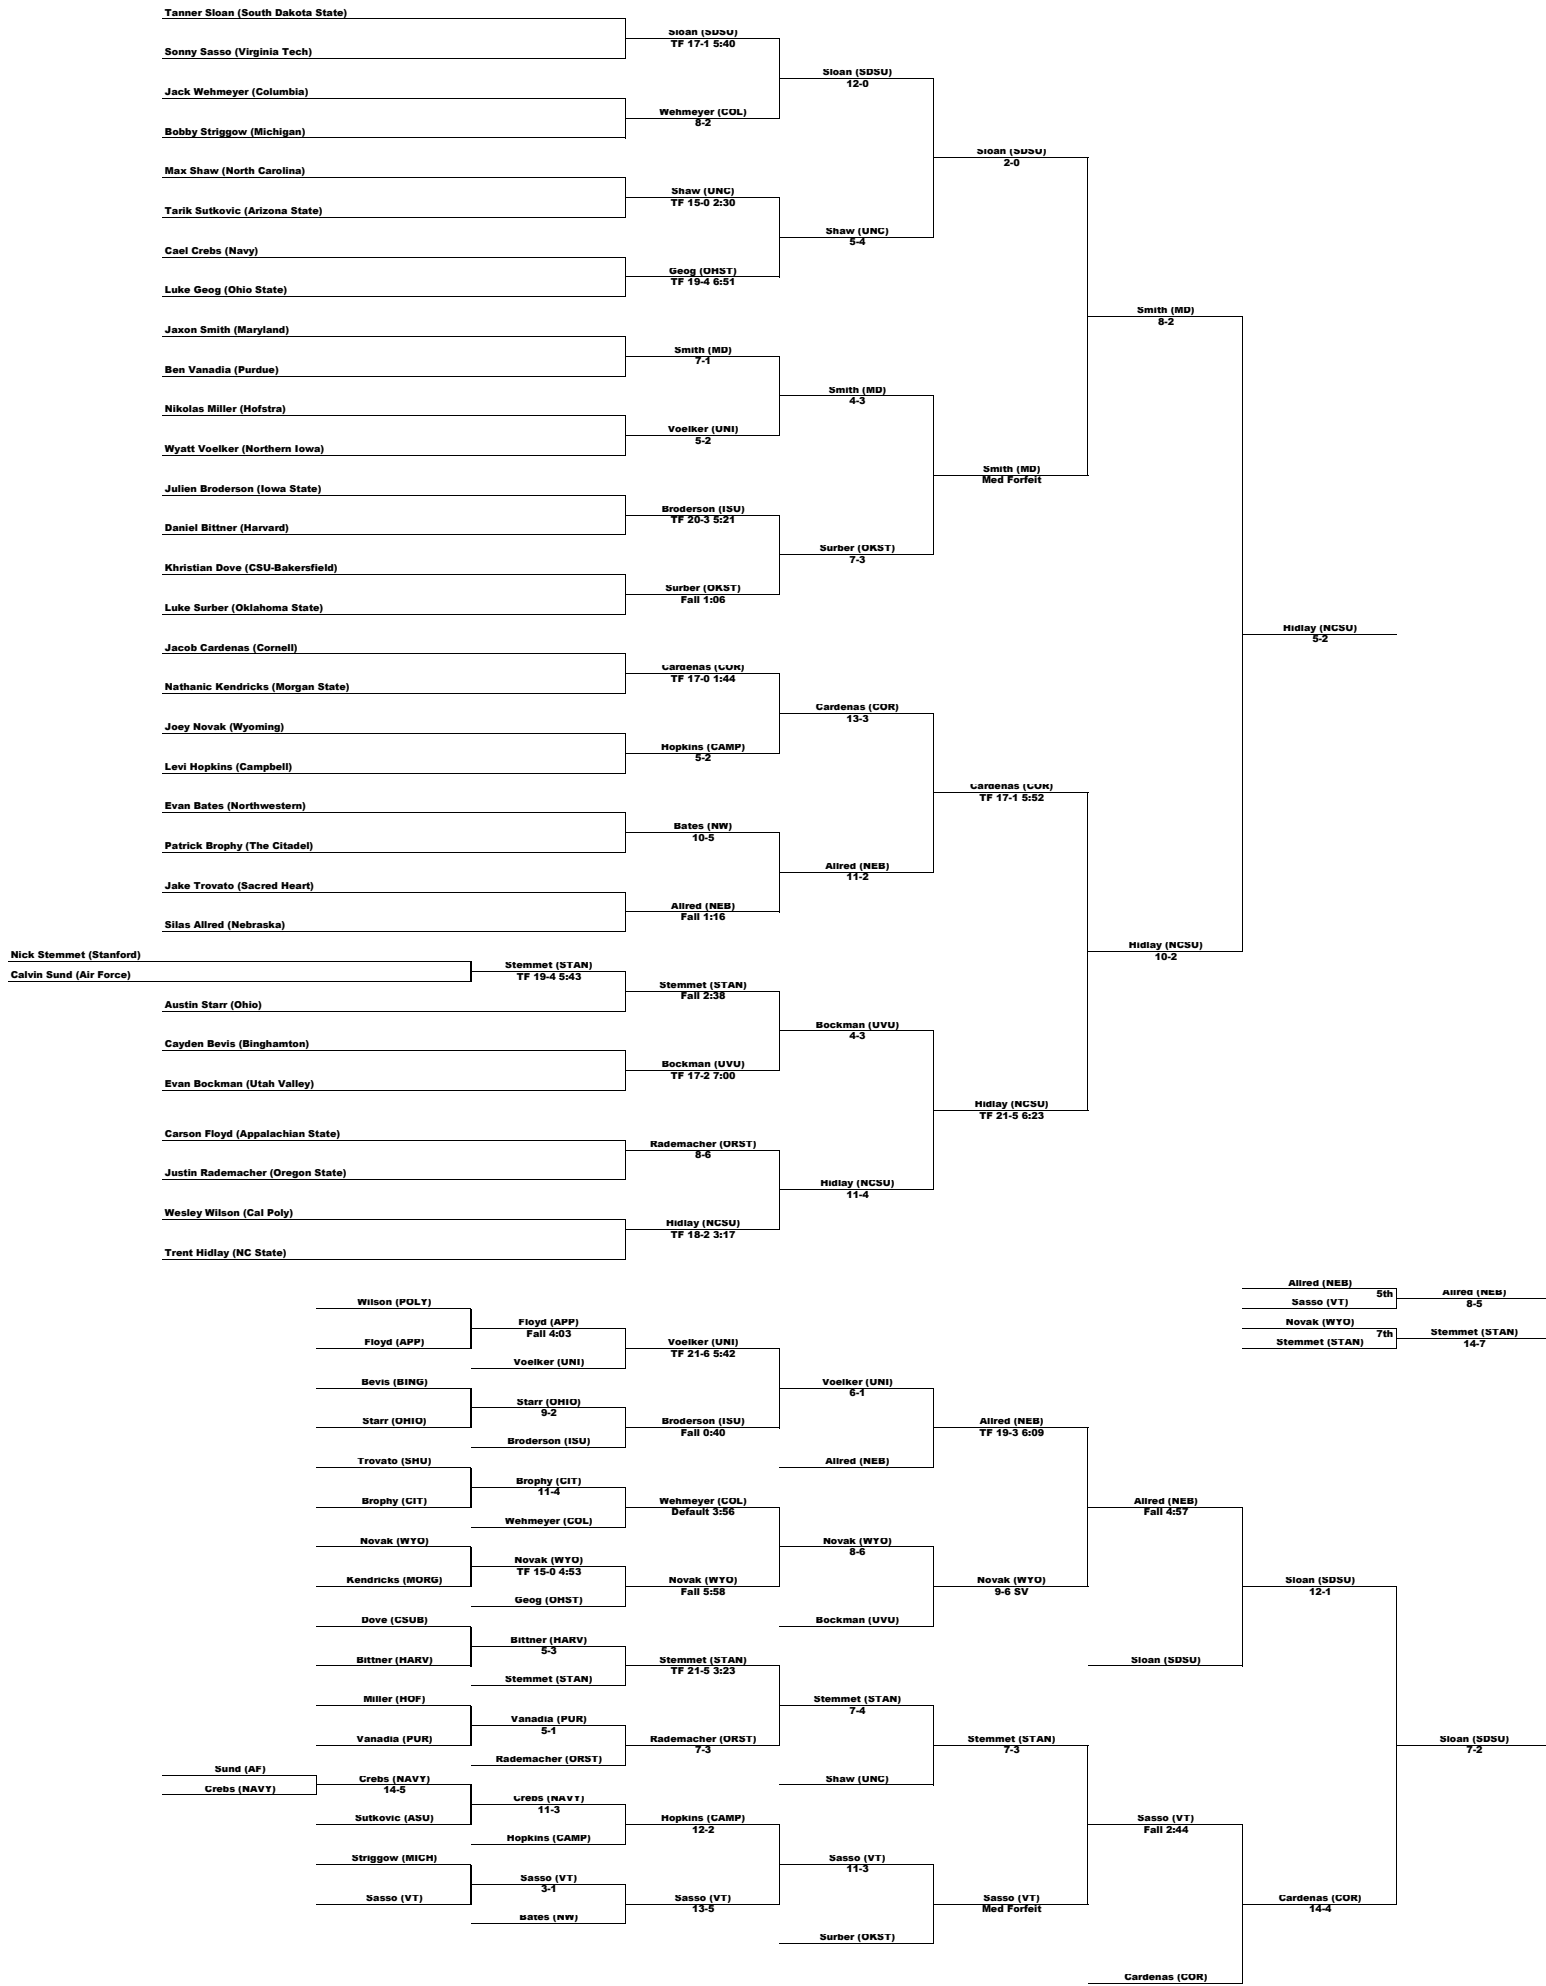 Tanner Sloan (South Dakota State)
Sloan (SDSU)
TF 17-1 5:40
Sonny Sasso (Virginia Tech)
Sloan (SDSU)
12-0
Jack Wehmeyer (Columbia)
Wehmeyer (COL)
8-2
Bobby Striggow (Michigan)
Sloan (SDSU)
2-0
Max Shaw (North Carolina)
Shaw (UNC)
TF 15-0 2:30
Tarik Sutkovic (Arizona State)
Shaw (UNC)
5-4
Cael Crebs (Navy)
Geog (OHST)
TF 19-4 6:51
Luke Geog (Ohio State)
Smith (MD)
8-2
Jaxon Smith (Maryland)
Smith (MD)
7-1
Ben Vanadia (Purdue)
Smith (MD)
4-3
Nikolas Miller (Hofstra)
Voelker (UNI)
5-2
Wyatt Voelker (Northern Iowa)
Smith (MD)
Med Forfeit
Julien Broderson (Iowa State)
Broderson (ISU)
TF 20-3 5:21
Daniel Bittner (Harvard)
Surber (OKST)
7-3
Khristian Dove (CSU-Bakersfield)
Surber (OKST)
Fall 1:06
Luke Surber (Oklahoma State)
Hidlay (NCSU)
5-2
Jacob Cardenas (Cornell)
Cardenas (COR)
TF 17-0 1:44
Nathanic Kendricks (Morgan State)
Cardenas (COR)
13-3
Joey Novak (Wyoming)
Hopkins (CAMP)
5-2
Levi Hopkins (Campbell)
Cardenas (COR)
TF 17-1 5:52
Evan Bates (Northwestern)
Bates (NW)
10-5
Patrick Brophy (The Citadel)
Allred (NEB)
11-2
Jake Trovato (Sacred Heart)
Allred (NEB)
Fall 1:16
Silas Allred (Nebraska)
Hidlay (NCSU)
10-2
Nick Stemmet (Stanford)
Stemmet (STAN)
TF 19-4 5:43
Calvin Sund (Air Force)
Stemmet (STAN)
Fall 2:38
Austin Starr (Ohio)
Bockman (UVU)
4-3
Cayden Bevis (Binghamton)
Bockman (UVU)
TF 17-2 7:00
Evan Bockman (Utah Valley)
Hidlay (NCSU)
TF 21-5 6:23
Carson Floyd (Appalachian State)
Rademacher (ORST)
8-6
Justin Rademacher (Oregon State)
Hidlay (NCSU)
11-4
Wesley Wilson (Cal Poly)
Hidlay (NCSU)
TF 18-2 3:17
Trent Hidlay (NC State)
Allred (NEB)
5th
Allred (NEB)
8-5
Sasso (VT)
Novak (WYO)
7th
Stemmet (STAN)
14-7
Stemmet (STAN)
Wilson (POLY)
Floyd (APP)
Fall 4:03
Floyd (APP)
Voelker (UNI)
TF 21-6 5:42
Voelker (UNI)
Bevis (BING)
Voelker (UNI)
6-1
Starr (OHIO)
9-2
Starr (OHIO)
Broderson (ISU)
Fall 0:40
Allred (NEB)
TF 19-3 6:09
Broderson (ISU)
Trovato (SHU)
Allred (NEB)
Brophy (CIT)
11-4
Brophy (CIT)
Wehmeyer (COL)
Default 3:56
Allred (NEB)
Fall 4:57
Wehmeyer (COL)
Novak (WYO)
Novak (WYO)
8-6
Novak (WYO)
TF 15-0 4:53
Kendricks (MORG)
Novak (WYO)
Fall 5:58
Novak (WYO)
9-6 SV
Sloan (SDSU)
12-1
Geog (OHST)
Dove (CSUB)
Bockman (UVU)
Bittner (HARV)
5-3
Bittner (HARV)
Stemmet (STAN)
TF 21-5 3:23
Sloan (SDSU)
Stemmet (STAN)
Miller (HOF)
Stemmet (STAN)
7-4
Vanadia (PUR)
5-1
Vanadia (PUR)
Rademacher (ORST)
7-3
Stemmet (STAN)
7-3
Sloan (SDSU)
7-2
Rademacher (ORST)
Sund (AF)
Crebs (NAVY)
14-5
Shaw (UNC)
Crebs (NAVY)
Crebs (NAVY)
11-3
Sutkovic (ASU)
Hopkins (CAMP)
12-2
Sasso (VT)
Fall 2:44
Hopkins (CAMP)
Striggow (MICH)
Sasso (VT)
11-3
Sasso (VT)
3-1
Sasso (VT)
Sasso (VT)
13-5
Sasso (VT)
Med Forfeit
Cardenas (COR)
14-4
Bates (NW)
Surber (OKST)
Cardenas (COR)